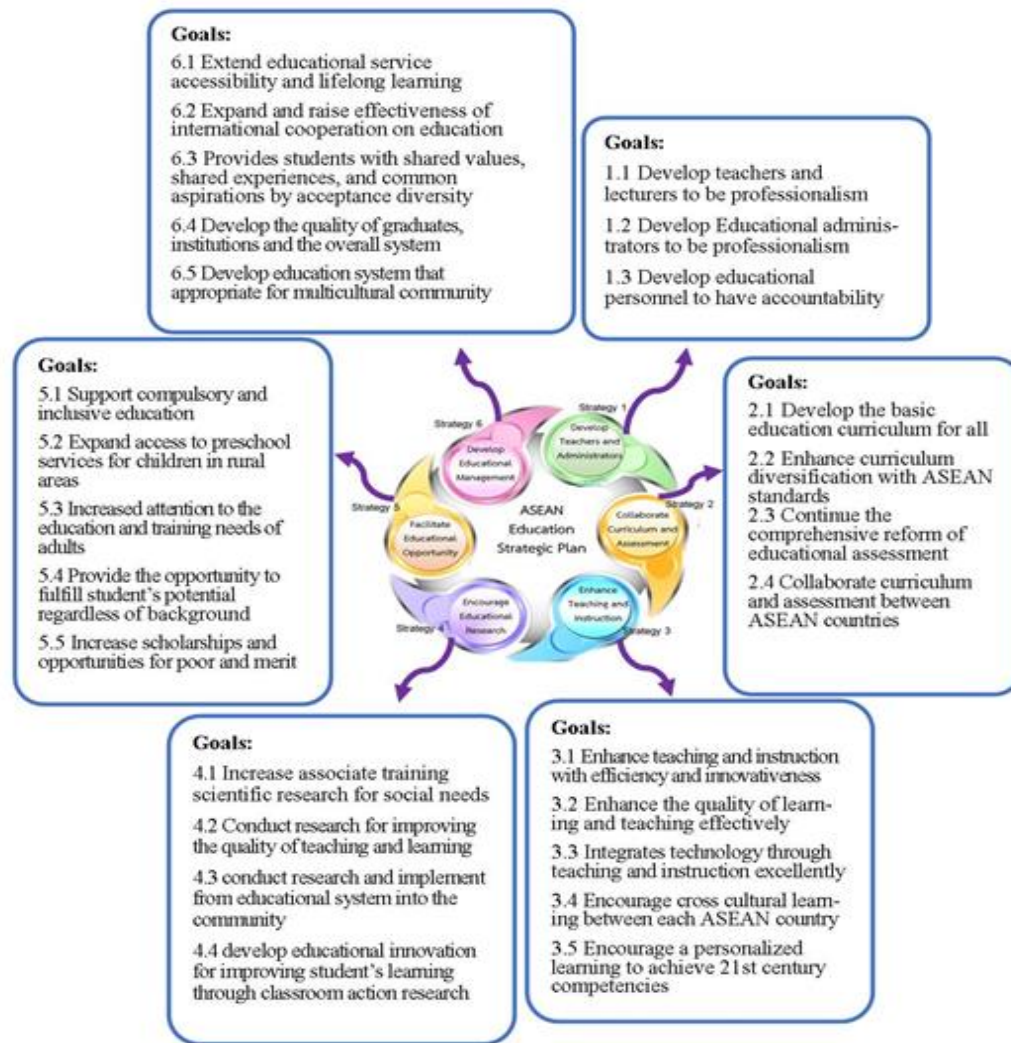 Goals:
6.1 Extend educational service
accessibility and lifelong learning
6.2 Expand and raise effectiveness of
international cooperation on education
6.3 Provides students with shared values,
shared experiences, and common
aspirations by acceptance diversity
6.4 Develop the quality of graduates,
institutions and the overall system
6.5 Develop education system that
appropriate for multicultural community
Goals:
1.1 Develop teachers and
lecturers to be professionalism
1.2 Develop Educational adminis-
trators to be professionalism
1.3 Develop educational
personnel to have accountability
Goals:
5.1 Support compulsory and
inclusive education
5.2 Expand access to preschool
services for children in rural
areas
5.3 Increased attention to the
education and training needs of
adults
5.4 Provide the opportunity to
fulfill student's potential
regardless of background
5.5 Increase scholarships and
opportunities for poor and merit
Strategy 1
Develop
Teachers and
Administrators
Strategy 2
Collaborate
Curriculum and
Assessment
Strategy 3
Enhance
Teaching and
Instruction
Strategy 4
Encourage
Educational
Research
Strategy 5
Facilitate
Educational
Opportunity
Strategy 6
Develop
Educational
Management
ASEAN
Education
Strategic Plan
Goals:
2.1 Develop the basic
education curriculum for all
2.2 Enhance curriculum
diversification with ASEAN
standards
2.3 Continue the
comprehensive reform of
educational assessment
2.4 Collaborate curriculum
and assessment between
ASEAN countries
Goals:
4.1 Increase associate training
scientific research for social needs
4.2 Conduct research for improving
the quality of teaching and learning
4.3 conduct research and implement
from educational system into the
community
4.4 develop educational innovation
for improving student's learning
through classroom action research
Goals:
3.1 Enhance teaching and instruction
with efficiency and innovativeness
3.2 Enhance the quality of learn-
ing and teaching effectively
3.3 Integrates technology through
teaching and instruction excellently
3.4 Encourage cross cultural learn-
ing between each ASEAN country
3.5 Encourage a personalized
learning to achieve 21st century
competencies